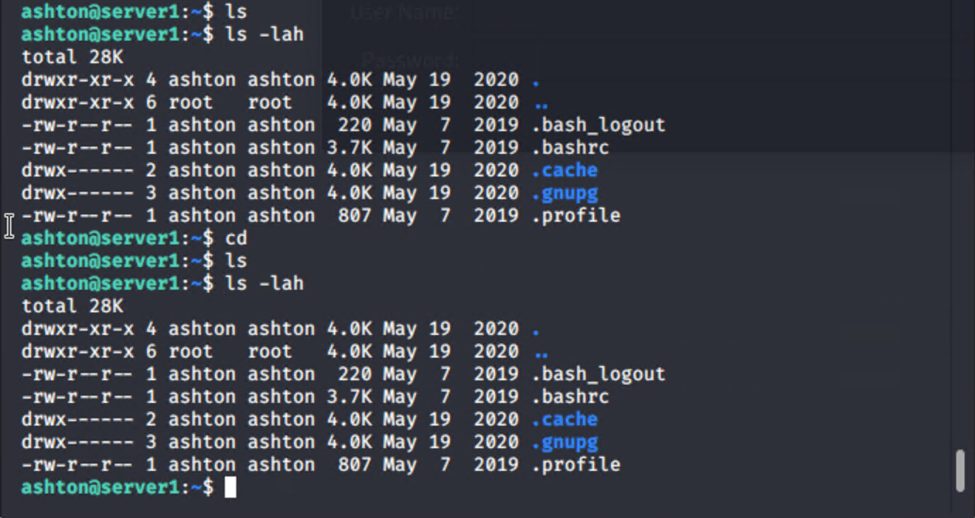 User Name:
Password:
ashton@server1:~$ ls
ashton@server1:~$ ls -lah
total 28K
drwxr-xr-x 4 ashton ashton 4.0K May 19  2020 .
drwxr-xr-x 6 root   root   4.0K May 19  2020 ..
-rw-r--r-- 1 ashton ashton  220 May  7  2019 .bash_logout
-rw-r--r-- 1 ashton ashton 3.7K May  7  2019 .bashrc
drwx------ 2 ashton ashton 4.0K May 19  2020 .cache
drwx------ 3 ashton ashton 4.0K May 19  2020 .gnupg
-rw-r--r-- 1 ashton ashton  807 May  7  2019 .profile
ashton@server1:~$ cd
ashton@server1:~$ ls
ashton@server1:~$ ls -lah
total 28K
drwxr-xr-x 4 ashton ashton 4.0K May 19  2020 .
drwxr-xr-x 6 root   root   4.0K May 19  2020 ..
-rw-r--r-- 1 ashton ashton  220 May  7  2019 .bash_logout
-rw-r--r-- 1 ashton ashton 3.7K May  7  2019 .bashrc
drwx------ 2 ashton ashton 4.0K May 19  2020 .cache
drwx------ 3 ashton ashton 4.0K May 19  2020 .gnupg
-rw-r--r-- 1 ashton ashton  807 May  7  2019 .profile
ashton@server1:~$